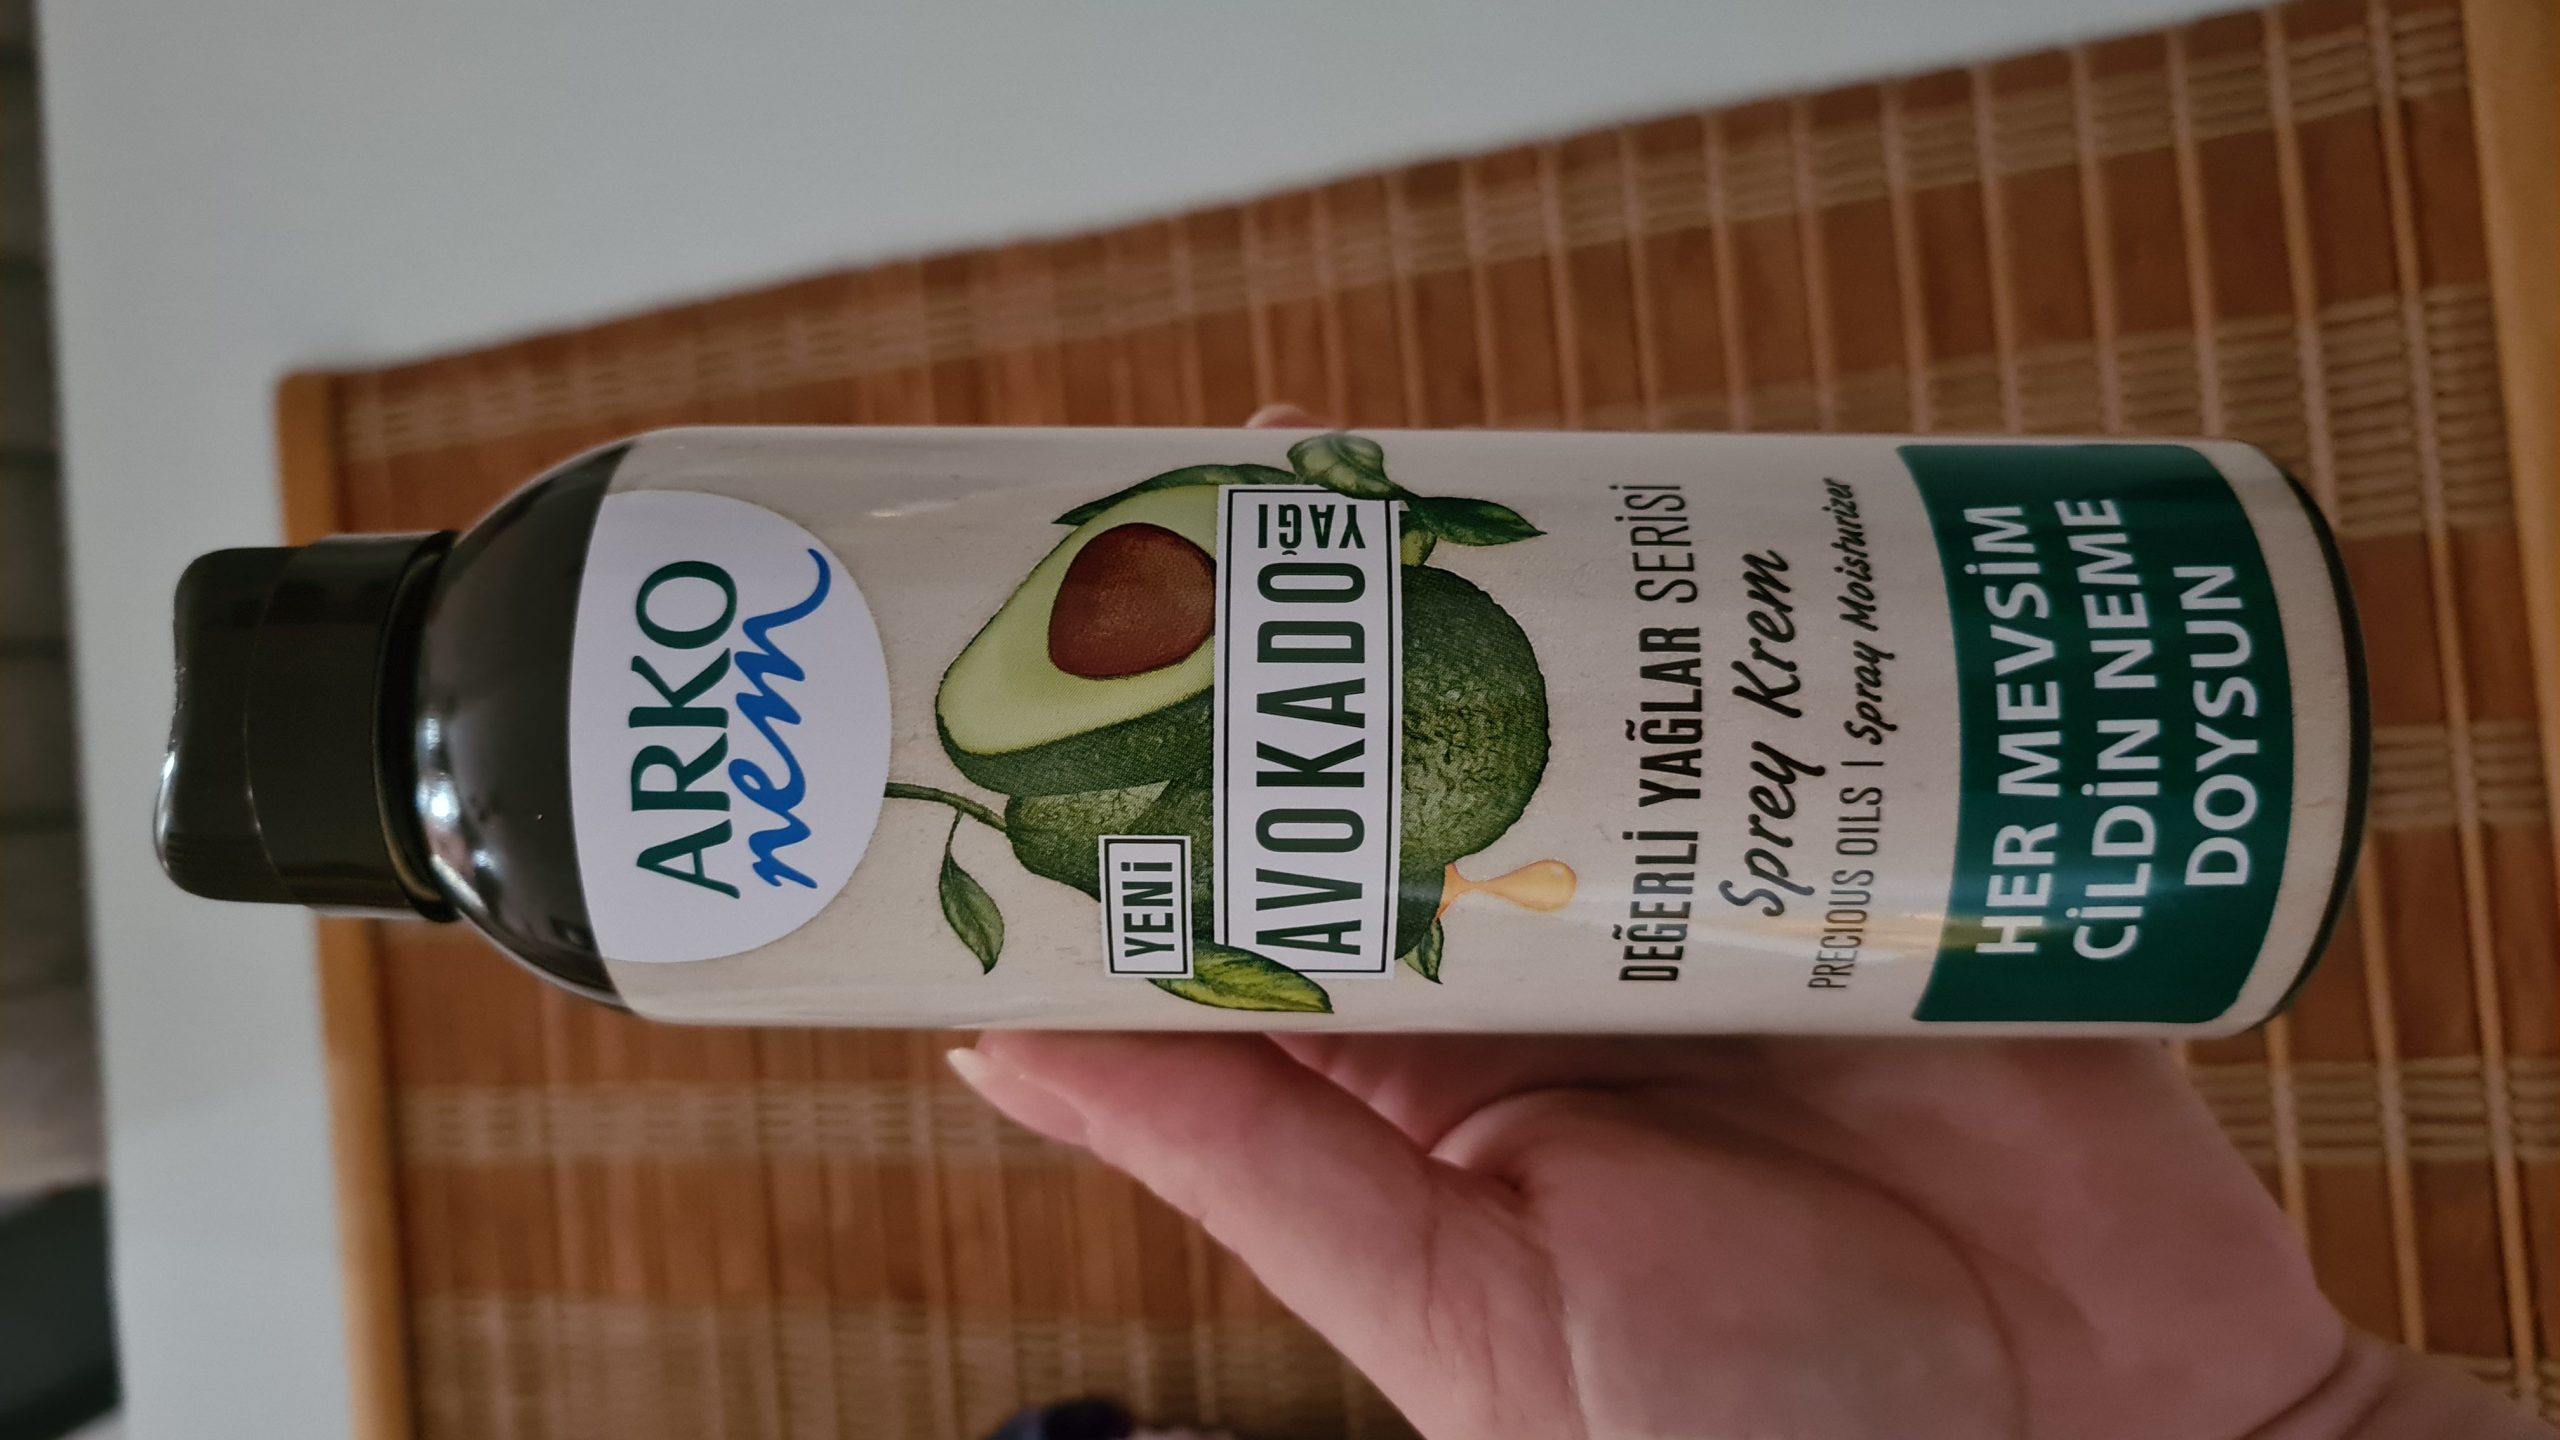 ARKO
nem
YENİ
AVOKADO YAĞI
DEĞERLİ YAĞLAR SERİSİ
Sprey Krem
PRECIOUS OILS | Spray Moisturizer
HER MEVSİM
CİLDİN NEME
DOYSUN